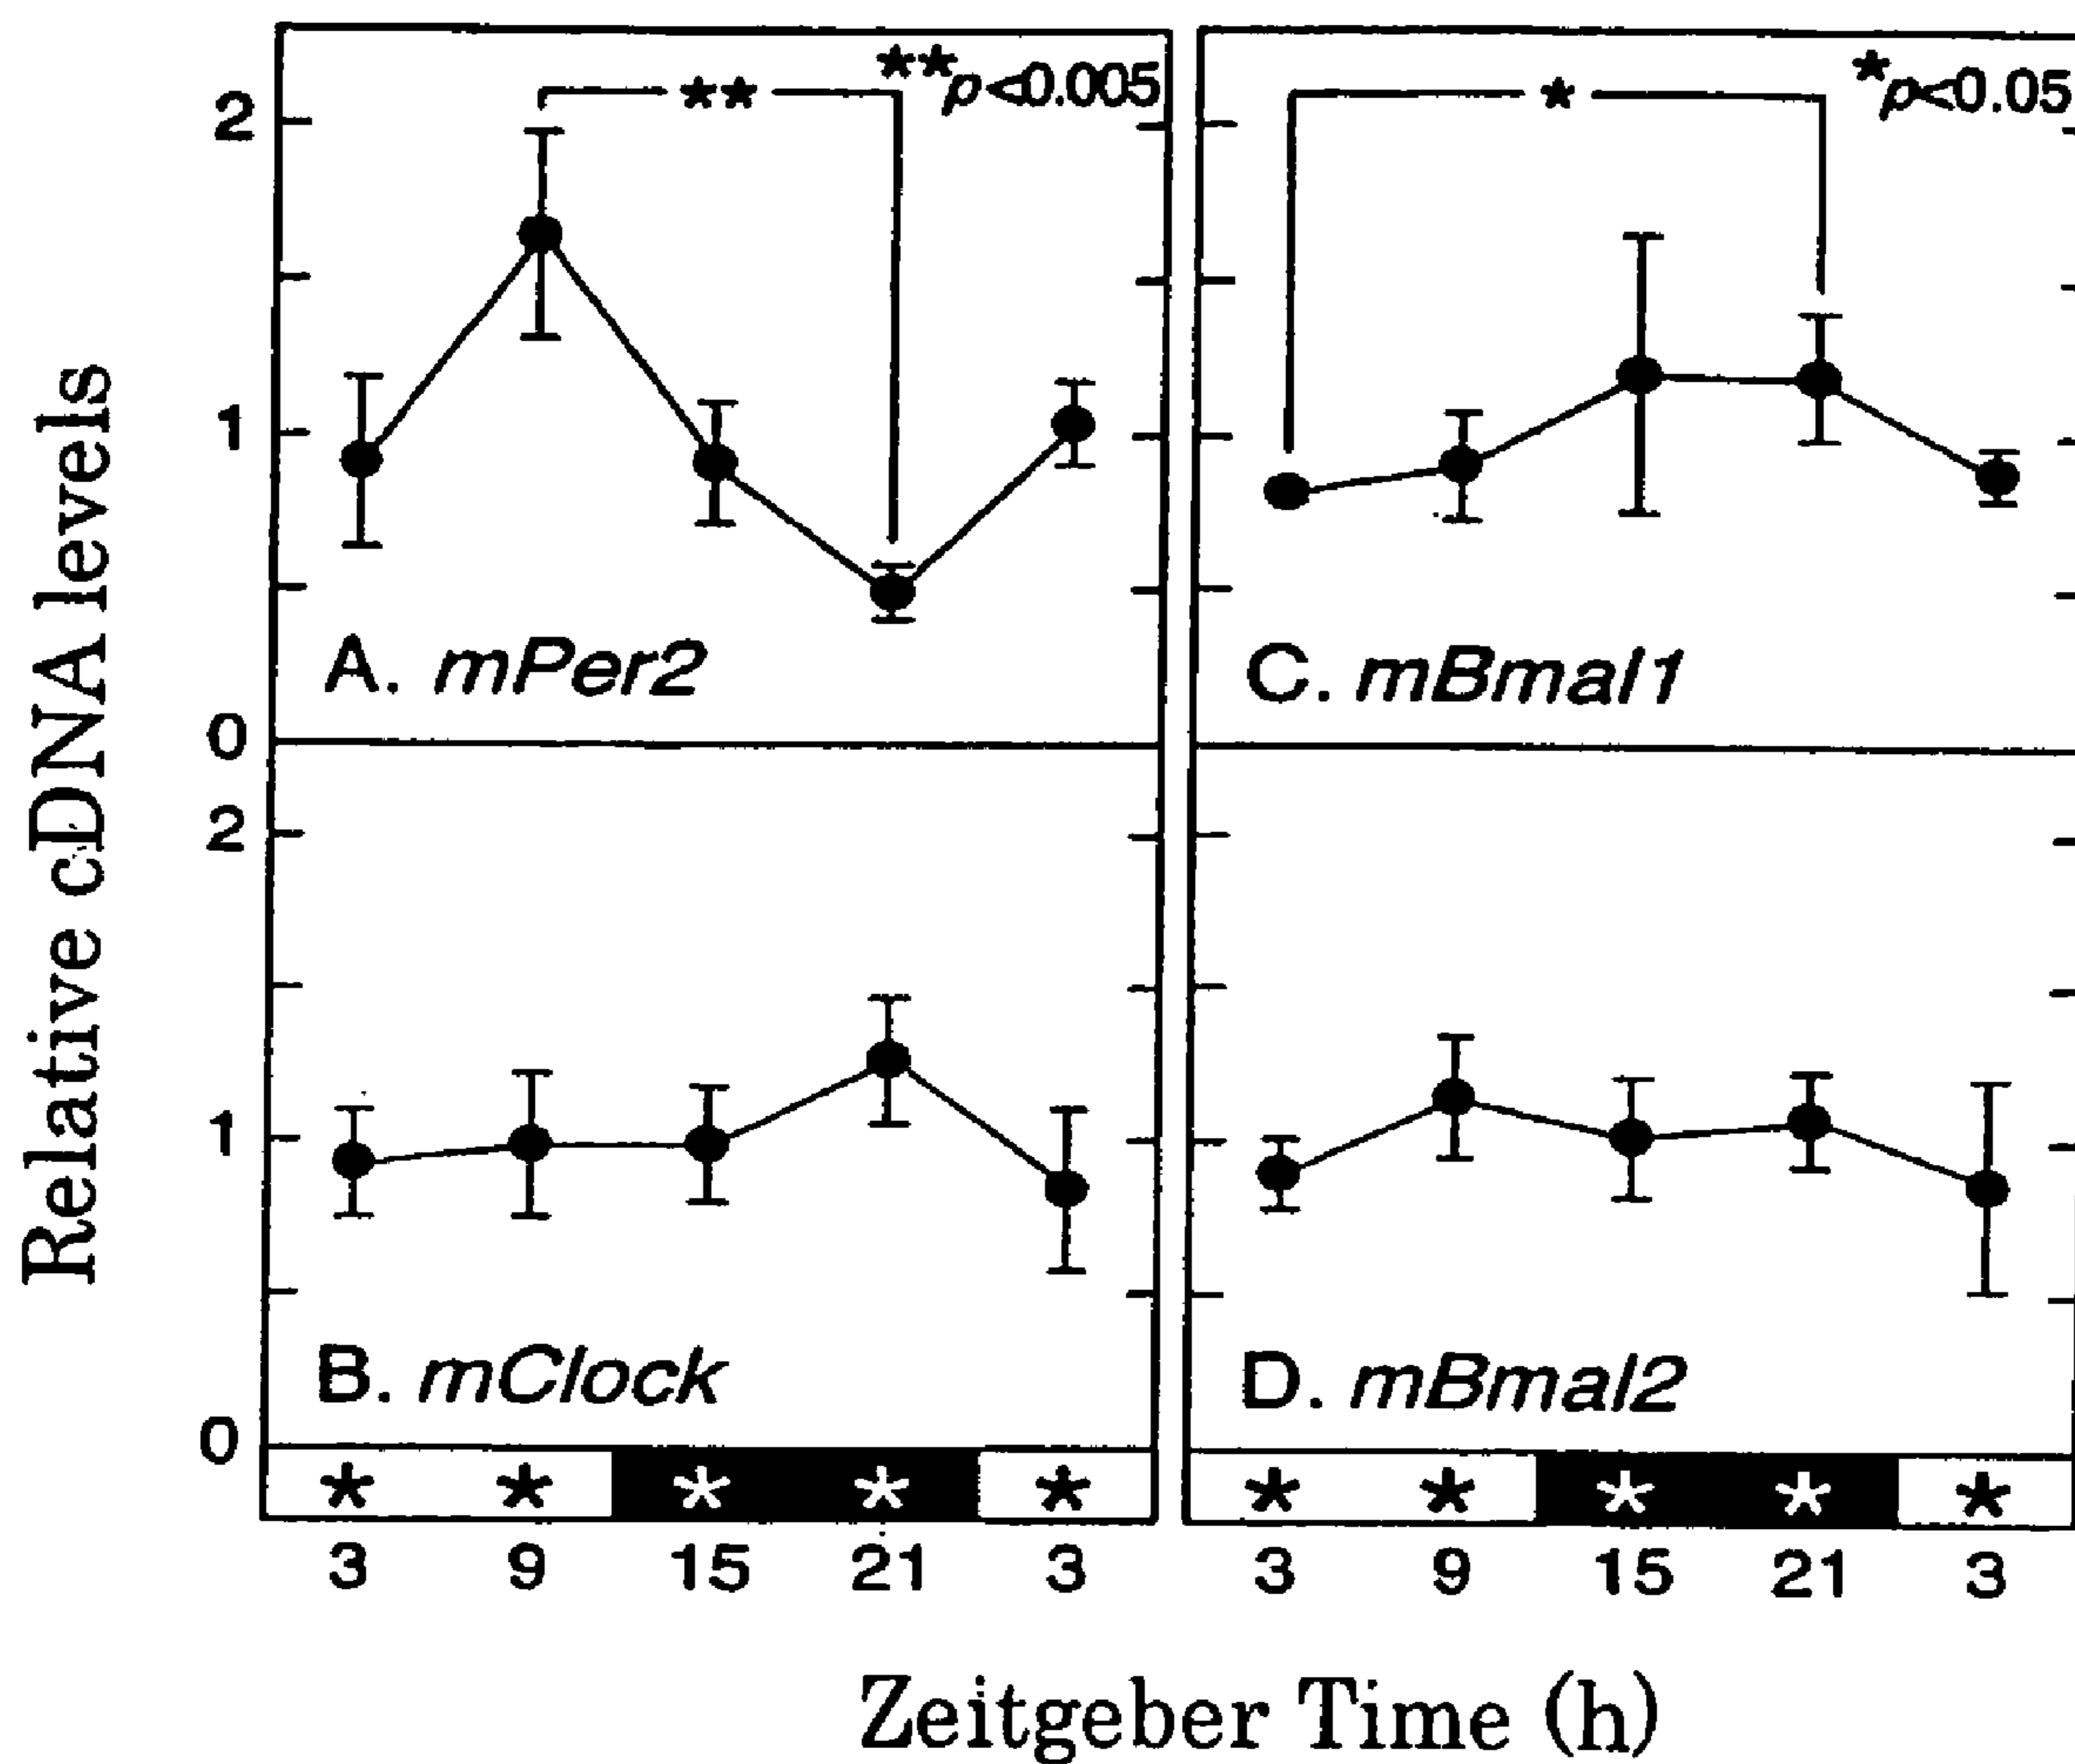 Relative cDNA levels
2
1
0
** **p<0.005
A. mPer2
* *p<0.05
C. mBmal1
2
1
0
B. mClock
D. mBmal2
* * * * * * * * * *
3 9 15 21 3 3 9 15 21 3
Zeitgeber Time (h)